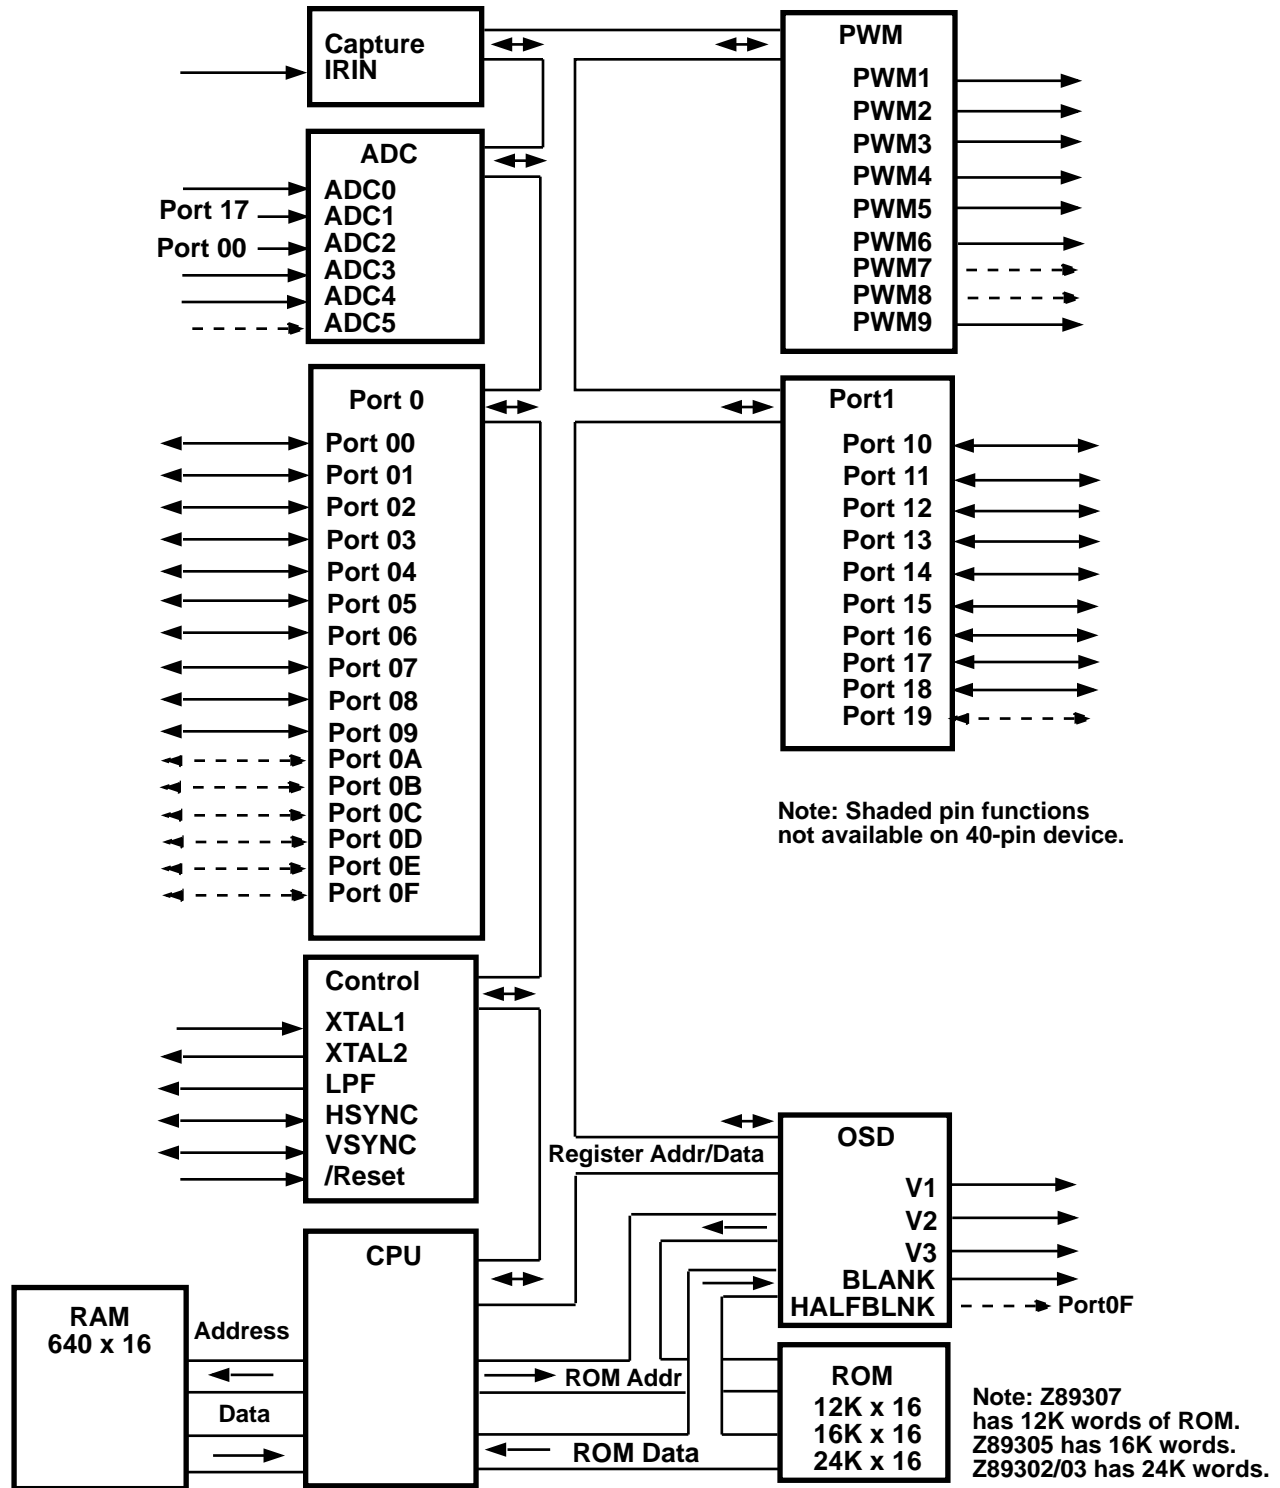 Capture
IRIN
ADC
ADC0
Port 17
ADC1
Port 00
ADC2
ADC3
ADC4
ADC5
Port 0
Port 00
Port 01
Port 02
Port 03
Port 04
Port 05
Port 06
Port 07
Port 08
Port 09
Port 0A
Port 0B
Port 0C
Port 0D
Port 0E
Port 0F
Control
XTAL1
XTAL2
LPF
HSYNC
VSYNC
/Reset
CPU
RAM
640 x 16
Address
Data
PWM
PWM1
PWM2
PWM3
PWM4
PWM5
PWM6
PWM7
PWM8
PWM9
Port1
Port 10
Port 11
Port 12
Port 13
Port 14
Port 15
Port 16
Port 17
Port 18
Port 19
Note: Shaded pin functions
not available on 40-pin device.
Register Addr/Data
OSD
V1
V2
V3
BLANK
HALFBLNK
Port0F
ROM Addr
ROM Data
ROM
12K x 16
16K x 16
24K x 16
Note: Z89307
has 12K words of ROM.
Z89305 has 16K words.
Z89302/03 has 24K words.